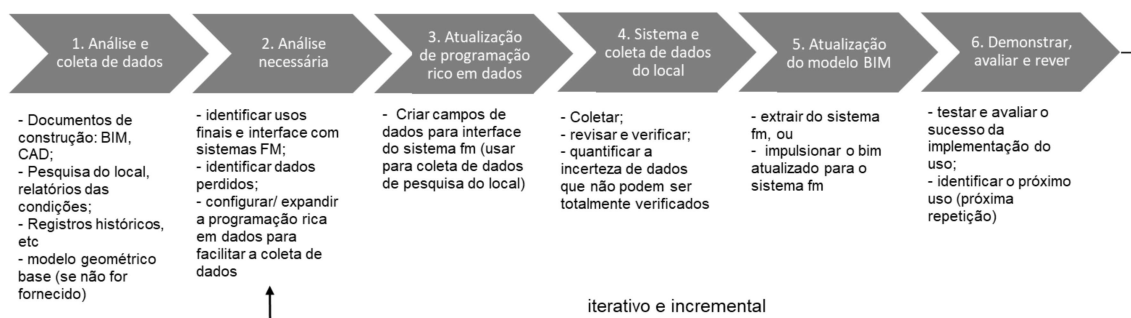 1. Análise e
coleta de dados
2. Análise
necessária
3. Atualização
de programação
rico em dados
4. Sistema e
coleta de dados
do local
5. Atualização
do modelo BIM
6. Demonstrar,
avaliar e rever
- Documentos de
construção: BIM,
CAD;
- Pesquisa do local,
relatórios das
condições;
- Registros históricos,
etc
- modelo geométrico
base (se não for
fornecido)
- identificar usos
finais e interface com
sistemas FM;
- identificar dados
perdidos;
- configurar/ expandir
a programação rica
em dados para
facilitar a coleta de
dados
- Criar campos de
dados para interface
do sistema fm (usar
para coleta de dados
de pesquisa do local)
- Coletar;
- revisar e verificar;
- quantificar a
incerteza de dados
que não podem ser
totalmente verificados
- extrair do sistema
fm, ou
- impulsionar o bim
atualizado para o
sistema fm
- testar e avaliar o
sucesso da
implementação do
uso;
- identificar o próximo
uso (próxima
repetição)
iterativo e incremental